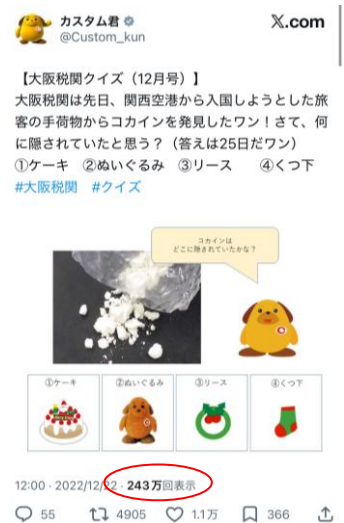 カスタム君
@Custom_kun
X.com
【大阪税関クイズ(12月号)】
大阪税関は先日、関西空港から入国しようとした旅
客の手荷物からコカインを発見したワン!さて、何
に隠されていたと思う?(答えは25日だワン)
①ケーキ ②ぬいぐるみ ③リース ④くつ下
#大阪税関 #クイズ
コカインは
どこに隠されていたかな?
①ケーキ ②ぬいぐるみ ③リース ④くつ下
12:00 · 2022/12/22 · 243万回表示
55 4905 1.1万 366